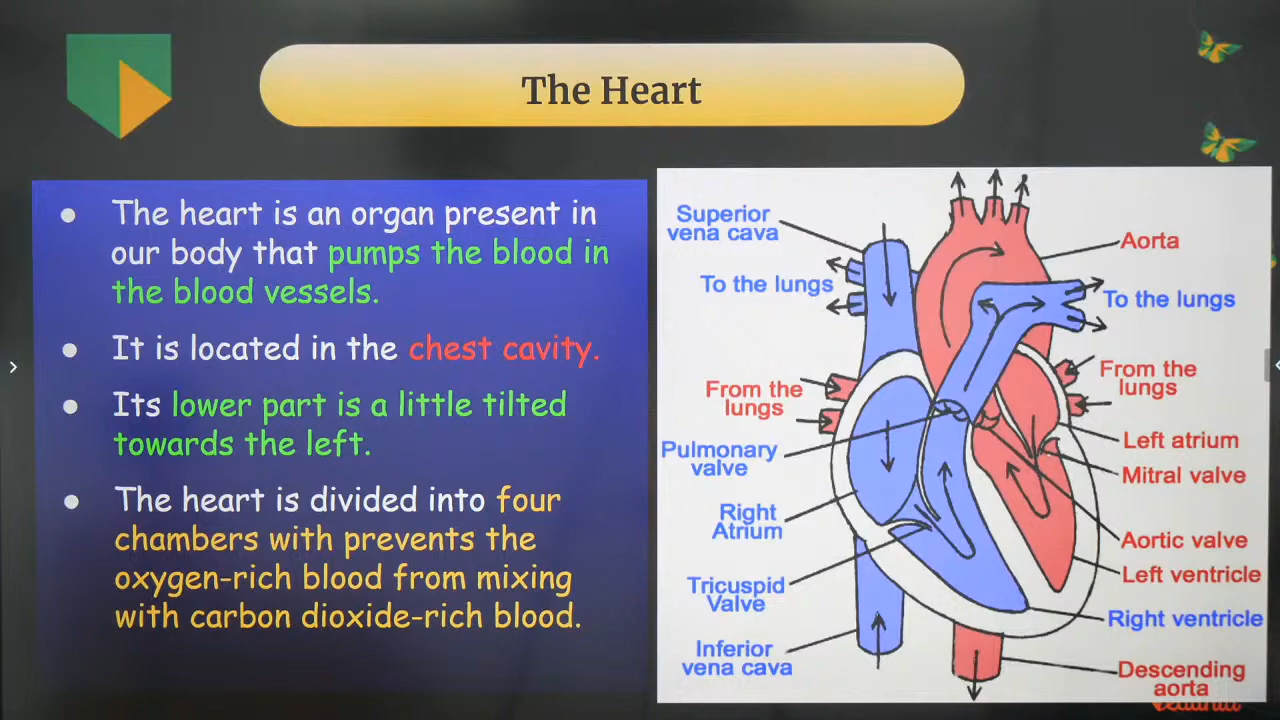 The Heart
The heart is an organ present in
our body that pumps the blood in
the blood vessels.
It is located in the chest cavity.
Its lower part is a little tilted
towards the left.
The heart is divided into four
chambers with prevents the
oxygen-rich blood from mixing
with carbon dioxide-rich blood.
Superior
vena cava
To the lungs
From the
lungs
Pulmonary
valve
Right
Atrium
Tricuspid
Valve
Inferior
vena cava
Aorta
To the lungs
From the
lungs
Left atrium
Mitral valve
Aortic valve
Left ventricle
Right ventricle
Descending
aorta